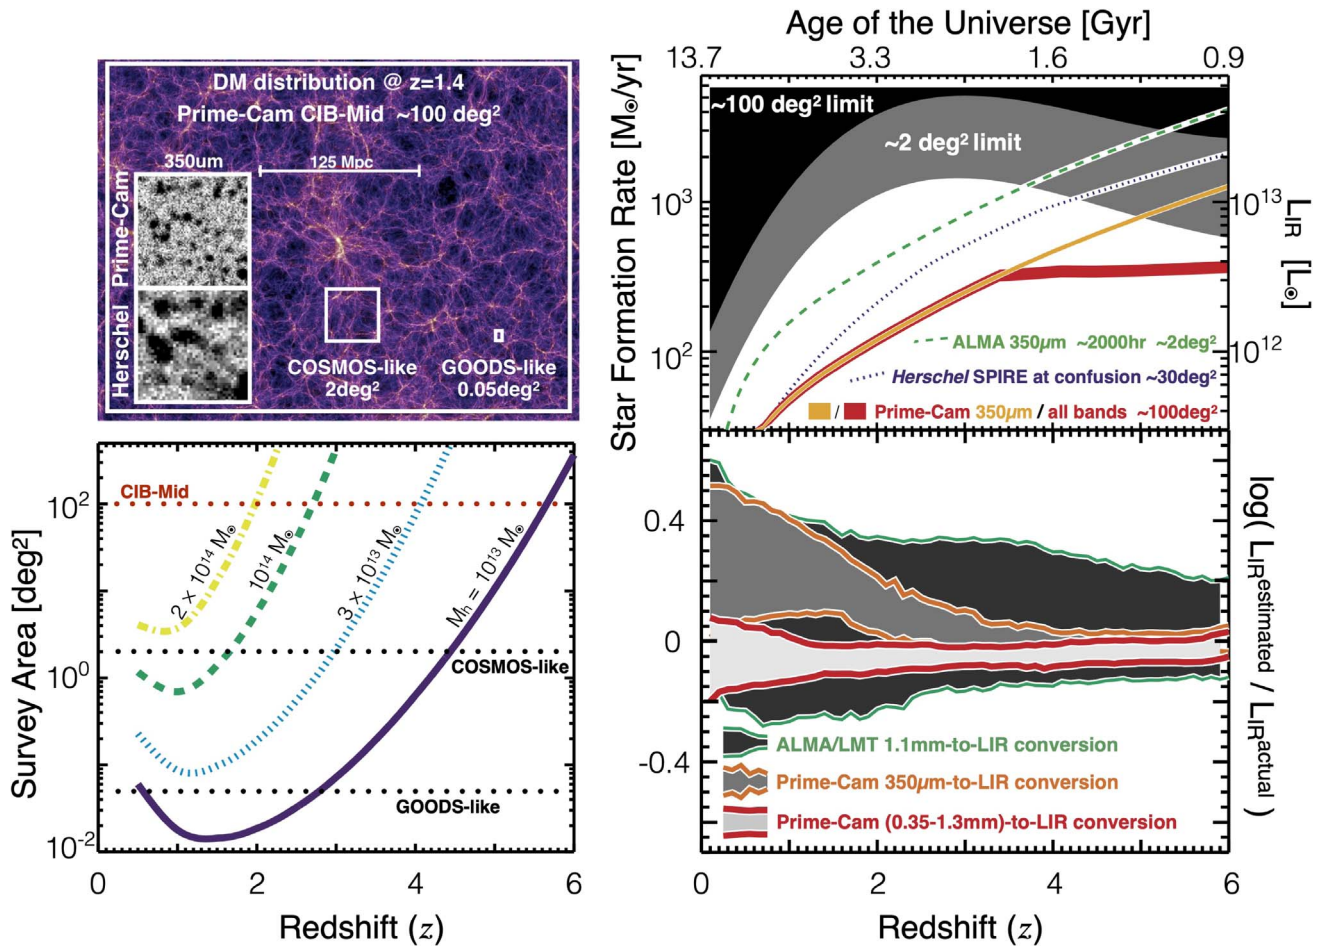 DM distribution @ z=1.4
Prime-Cam CIB-Mid ~100 deg²
350um
125 Mpc
Prime-Cam
Herschel
COSMOS-like
2deg²
GOODS-like
0.05deg²
Age of the Universe [Gyr]
13.7 3.3 1.6 0.9
Star Formation Rate [M⊙/yr]
10³
10²
~100 deg² limit
~2 deg² limit
10¹³
10¹²
L_IR [L⊙]
ALMA 350μm ~2000hr ~2deg²
Herschel SPIRE at confusion ~30deg²
/ Prime-Cam 350μm / all bands ~100deg²
Survey Area [deg²]
10²
10⁰
10⁻²
CIB-Mid
2 × 10¹⁴ M⊙
10¹⁴ M⊙
3 × 10¹³ M⊙
Mₕ = 10¹³ M⊙
COSMOS-like
GOODS-like
0 2 4 6
Redshift (z)
0.4
0
-0.4
log( L_IR^estimated / L_IR^actual )
ALMA/LMT 1.1mm-to-LIR conversion
Prime-Cam 350μm-to-LIR conversion
Prime-Cam (0.35-1.3mm)-to-LIR conversion
0 2 4 6
Redshift (z)